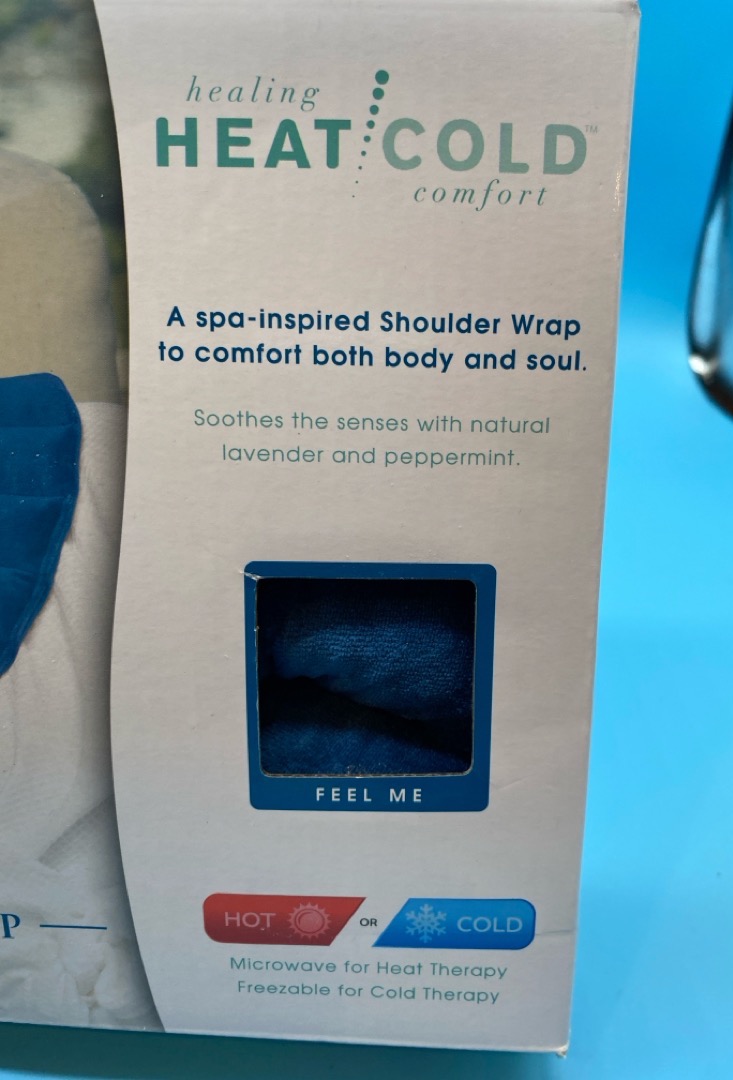 healing
HEAT COLD™
comfort
A spa-inspired Shoulder Wrap
to comfort both body and soul.
Soothes the senses with natural
lavender and peppermint.
FEEL ME
HOT OR COLD
Microwave for Heat Therapy
Freezable for Cold Therapy
P